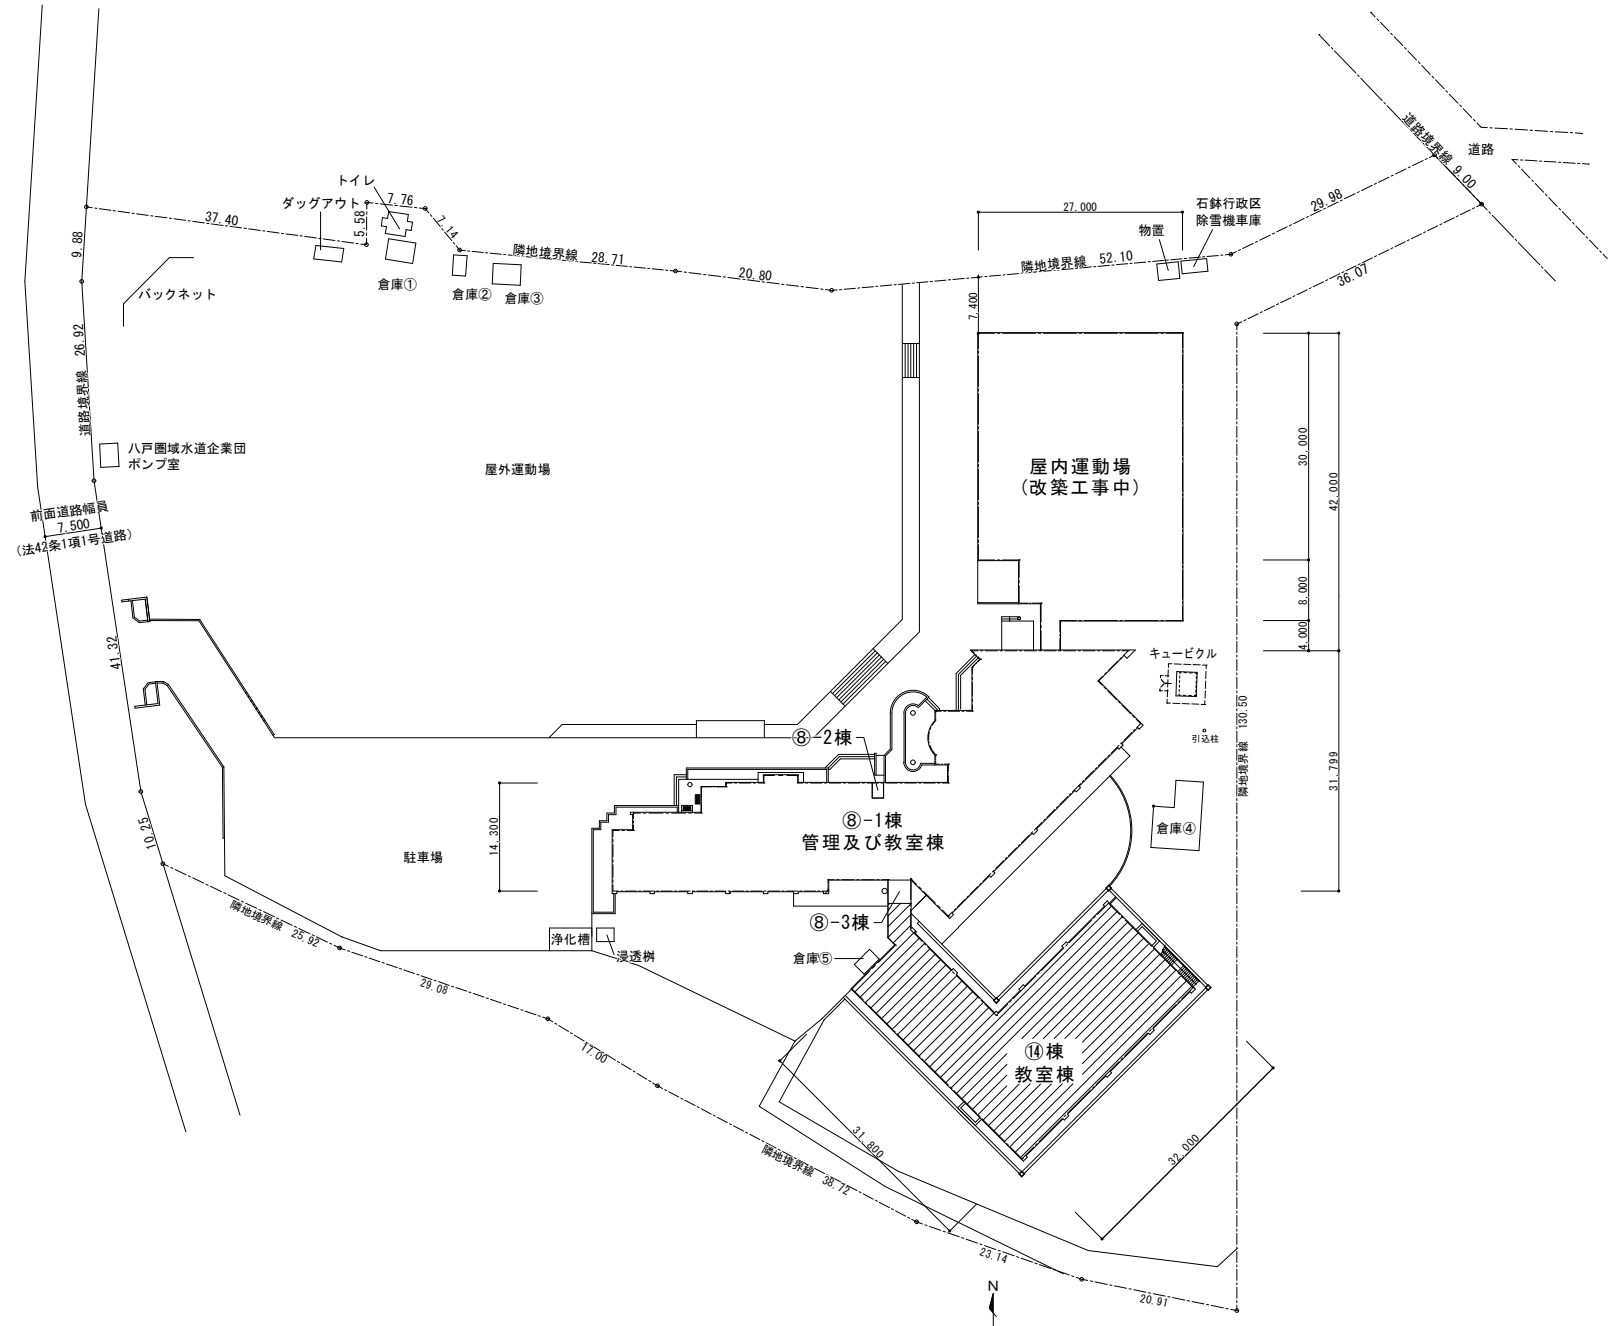 道路境界線 9.00
道路
29.98
36.07
石鉢行政区
除雪機車庫
物置
27.000
隣地境界線 52.10
7.400
トイレ
ダッグアウト
7.76
5.58
7.14
37.40
9.88
隣地境界線 28.71
20.80
倉庫①
倉庫②
倉庫③
バックネット
道路境界線 26.92
八戸圏域水道企業団
ポンプ室
屋外運動場
屋内運動場
(改築工事中)
30.000
42.000
8.000
4.000
前面道路幅員
7.500
(法42条1項1号道路)
41.32
キュービクル
引込柱
隣地境界線 130.50
31.799
⑧-2棟
⑧-1棟
管理及び教室棟
倉庫④
14.300
駐車場
10.25
隣地境界線 25.92
⑧-3棟
浄化槽
浸透桝
倉庫⑤
29.08
17.00
⑭棟
教室棟
31.800
32.000
隣地境界線 38.72
23.14
20.91
N